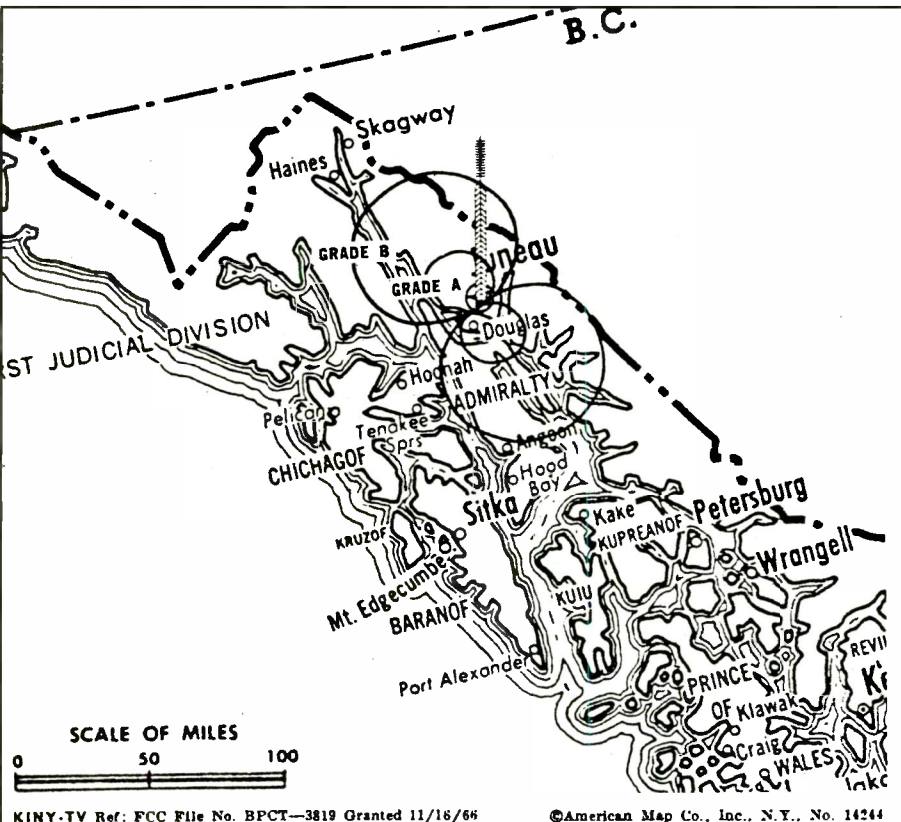 B.C.
Skagway
Haines
GRADE B
uneau
GRADE A
Douglas
RST JUDICIAL DIVISION
Hoonah
ADMIRALTY
Pelican
Tenakee
Sprs
Angoon
CHICHAGOF
Hood
Bay
Sitka
Kake
Petersburg
KRUZOF
KUPREANOF
Wrangell
Mt. Edgecumbe
KUIU
BARANOF
REVIL
Port Alexander
PRINCE
Ke
OF Klawak
SCALE OF MILES
Craig
WALES
0 50 100
KINY-TV Ref: FCC File No. BPCT—3819 Granted 11/16/66 ©American Map Co., Inc., N.Y., No. 14244